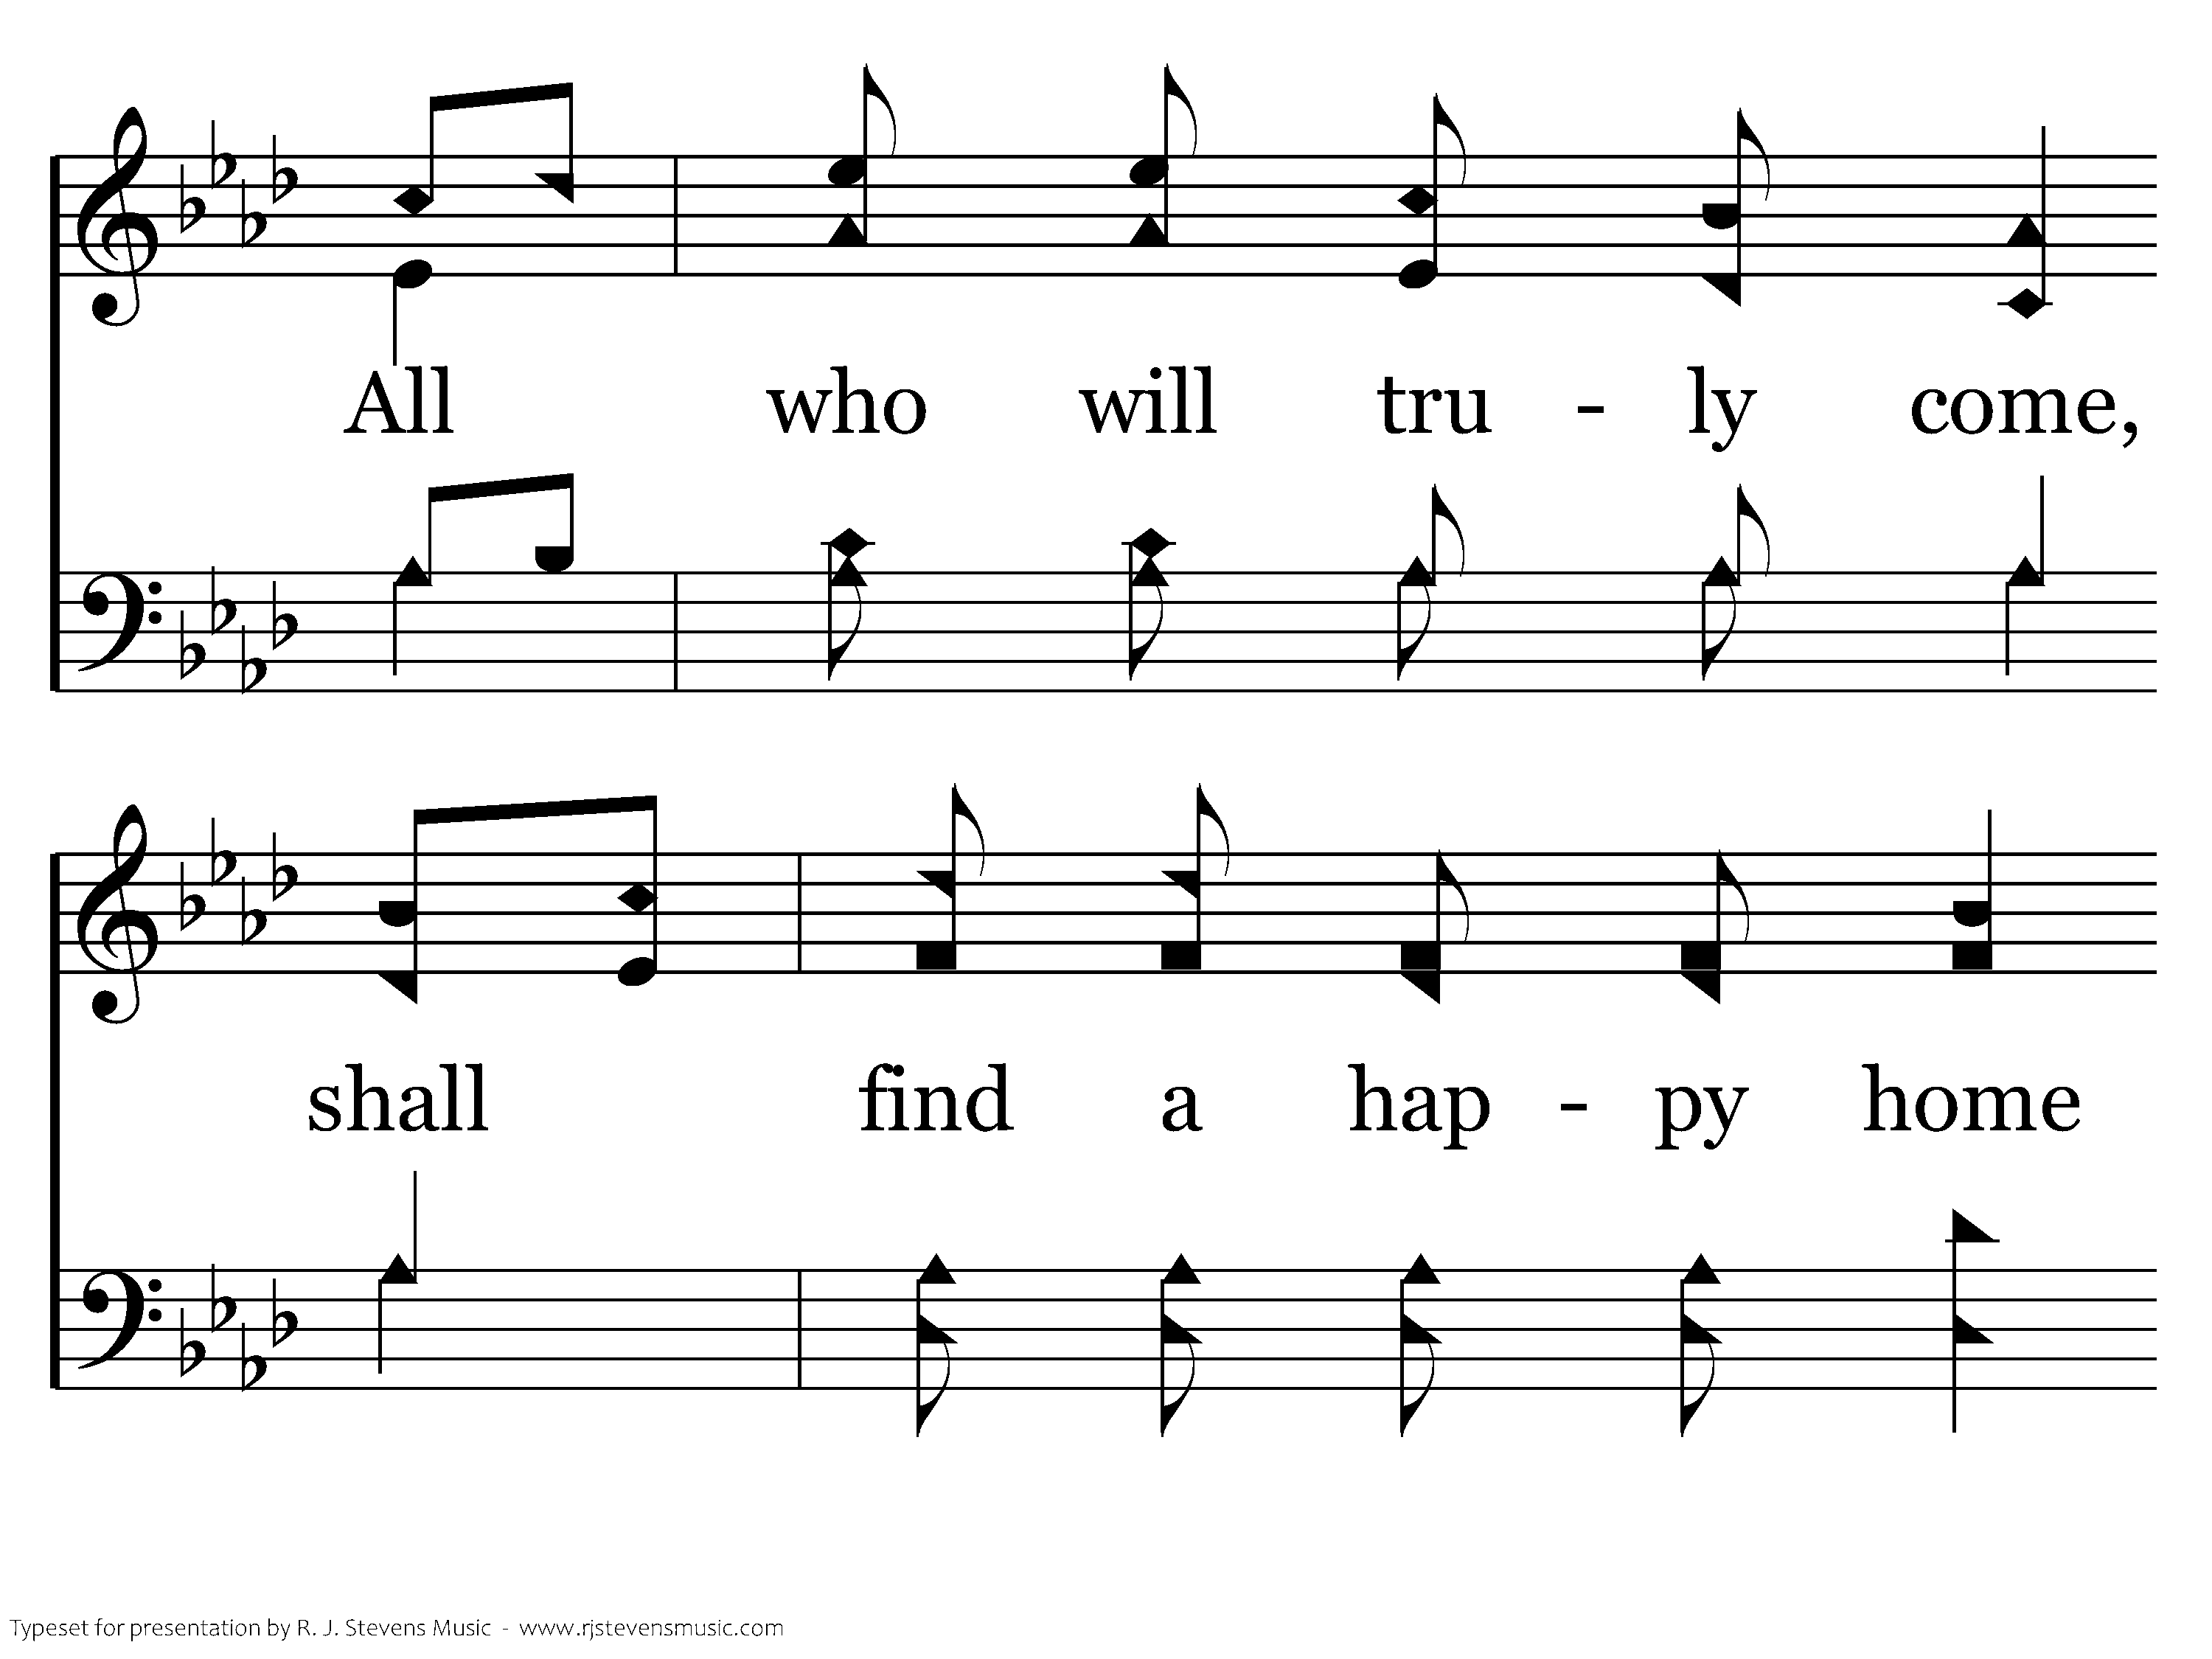 All who will tru - ly come,
shall find a hap - py home
Typeset for presentation by R. J. Stevens Music - www.rjstevensmusic.com